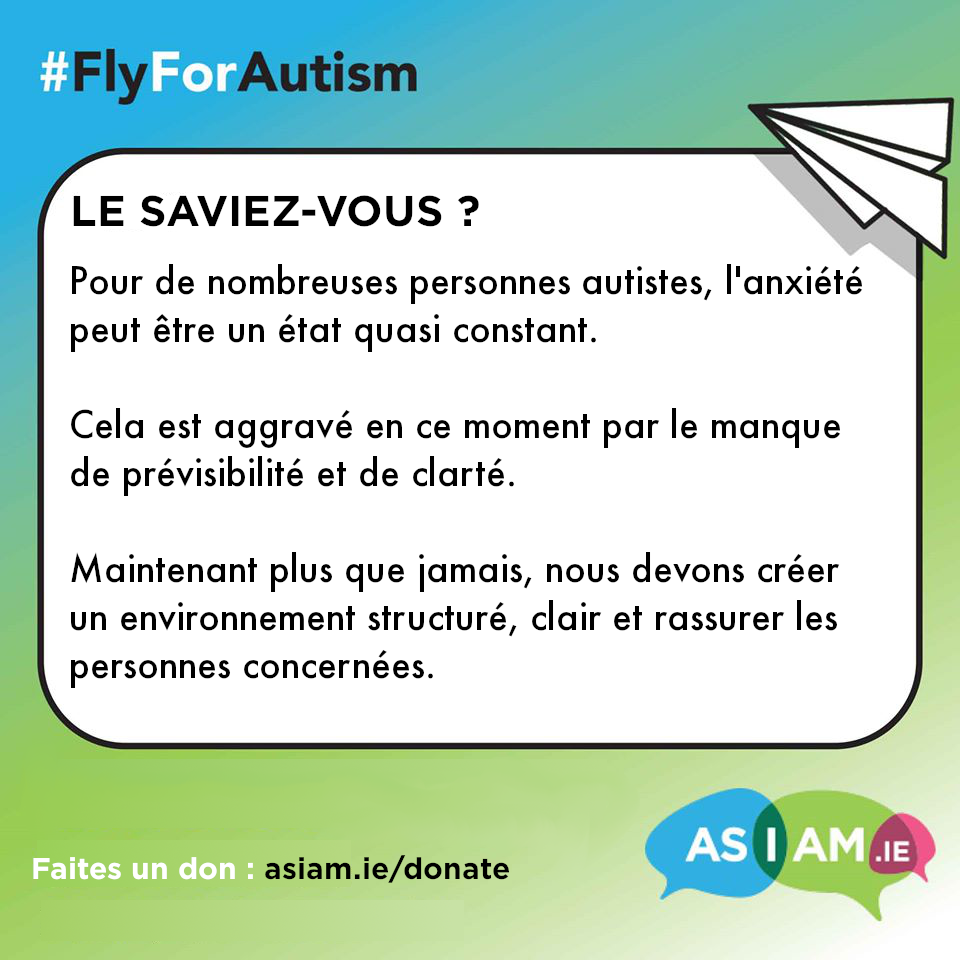 #FlyForAutism
LE SAVIEZ-VOUS ?
Pour de nombreuses personnes autistes, l'anxiété
peut être un état quasi constant.
Cela est aggravé en ce moment par le manque
de prévisibilité et de clarté.
Maintenant plus que jamais, nous devons créer
un environnement structuré, clair et rassurer les
personnes concernées.
Faites un don : asiam.ie/donate
AS I AM.IE